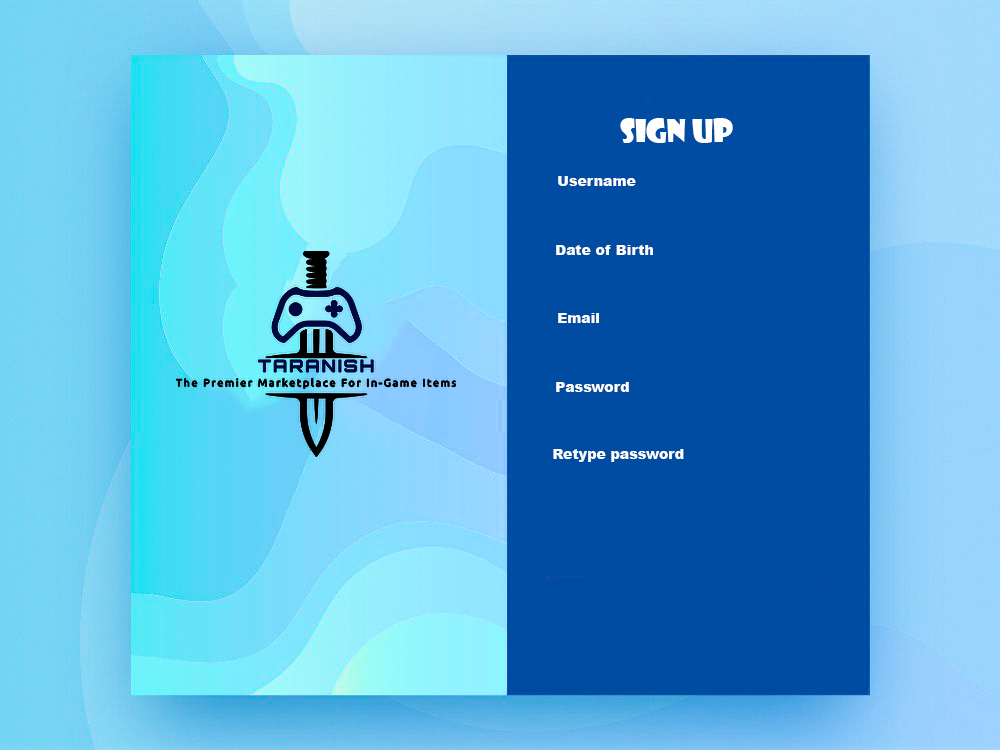 SIGN UP
Username
Date of Birth
Email
Password
Retype password
TARANISH
The Premier Marketplace For In-Game Items